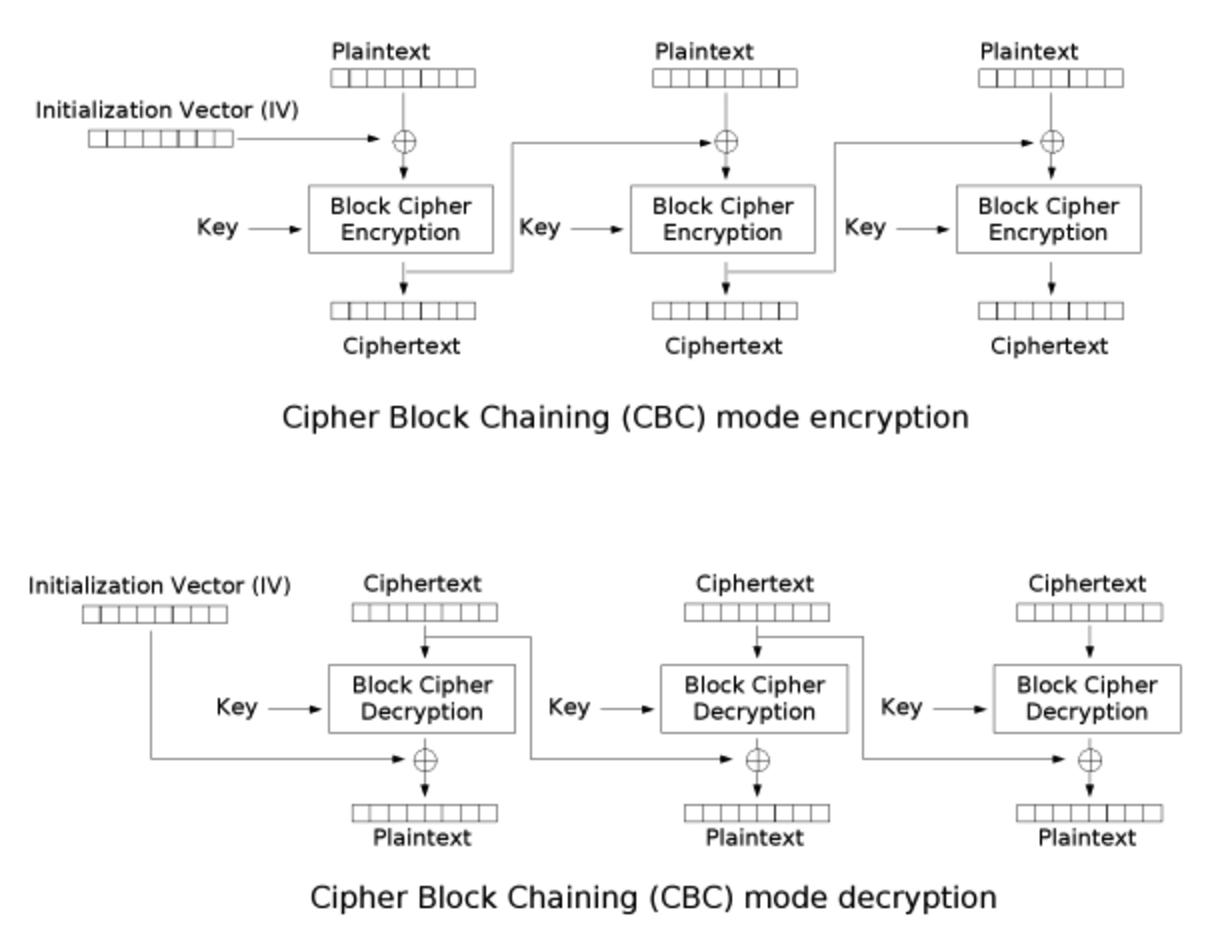 Plaintext
Plaintext
Plaintext
Initialization Vector (IV)
Key
Block Cipher
Encryption
Key
Block Cipher
Encryption
Key
Block Cipher
Encryption
Ciphertext
Ciphertext
Ciphertext
Cipher Block Chaining (CBC) mode encryption
Initialization Vector (IV)
Ciphertext
Ciphertext
Ciphertext
Key
Block Cipher
Decryption
Key
Block Cipher
Decryption
Key
Block Cipher
Decryption
Plaintext
Plaintext
Plaintext
Cipher Block Chaining (CBC) mode decryption